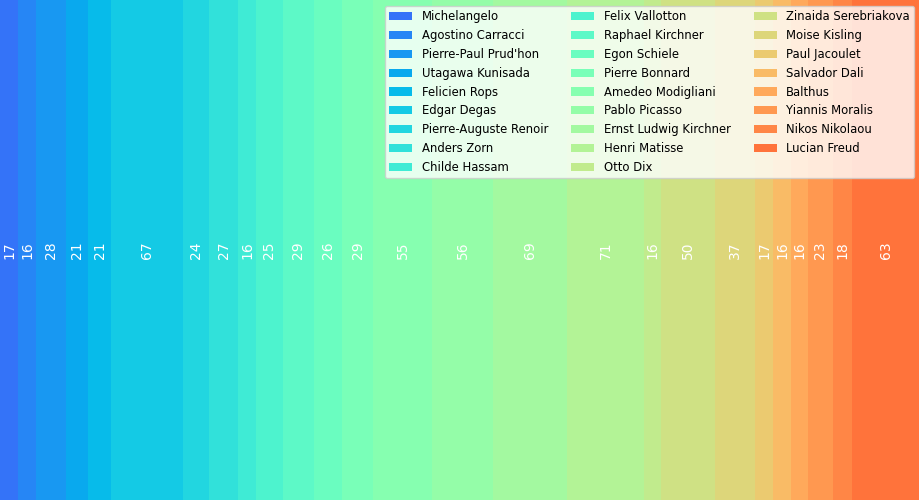 Michelangelo
Agostino Carracci
Pierre-Paul Prud'hon
Utagawa Kunisada
Felicien Rops
Edgar Degas
Pierre-Auguste Renoir
Anders Zorn
Childe Hassam
Felix Vallotton
Raphael Kirchner
Egon Schiele
Pierre Bonnard
Amedeo Modigliani
Pablo Picasso
Ernst Ludwig Kirchner
Henri Matisse
Otto Dix
Zinaida Serebriakova
Moise Kisling
Paul Jacoulet
Salvador Dali
Balthus
Yiannis Moralis
Nikos Nikolaou
Lucian Freud
17
16
28
21
21
67
24
27
16
25
29
26
29
55
56
69
71
16
50
37
17
16
16
23
18
63